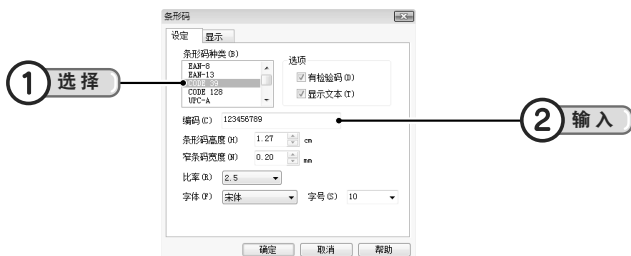 条形码
设定 显示
条形码种类(B)
EAN-8
EAN-13
CODE 39
CODE 128
UPC-A
选项
有检验码(D)
显示文本(T)
编码(C) 123456789
条形码高度(H) 1.27 cm
窄条码宽度(N) 0.20 mm
比率(R) 2.5
字体(F) 宋体 字号(S) 10
确定 取消 帮助
1 选择
2 输入